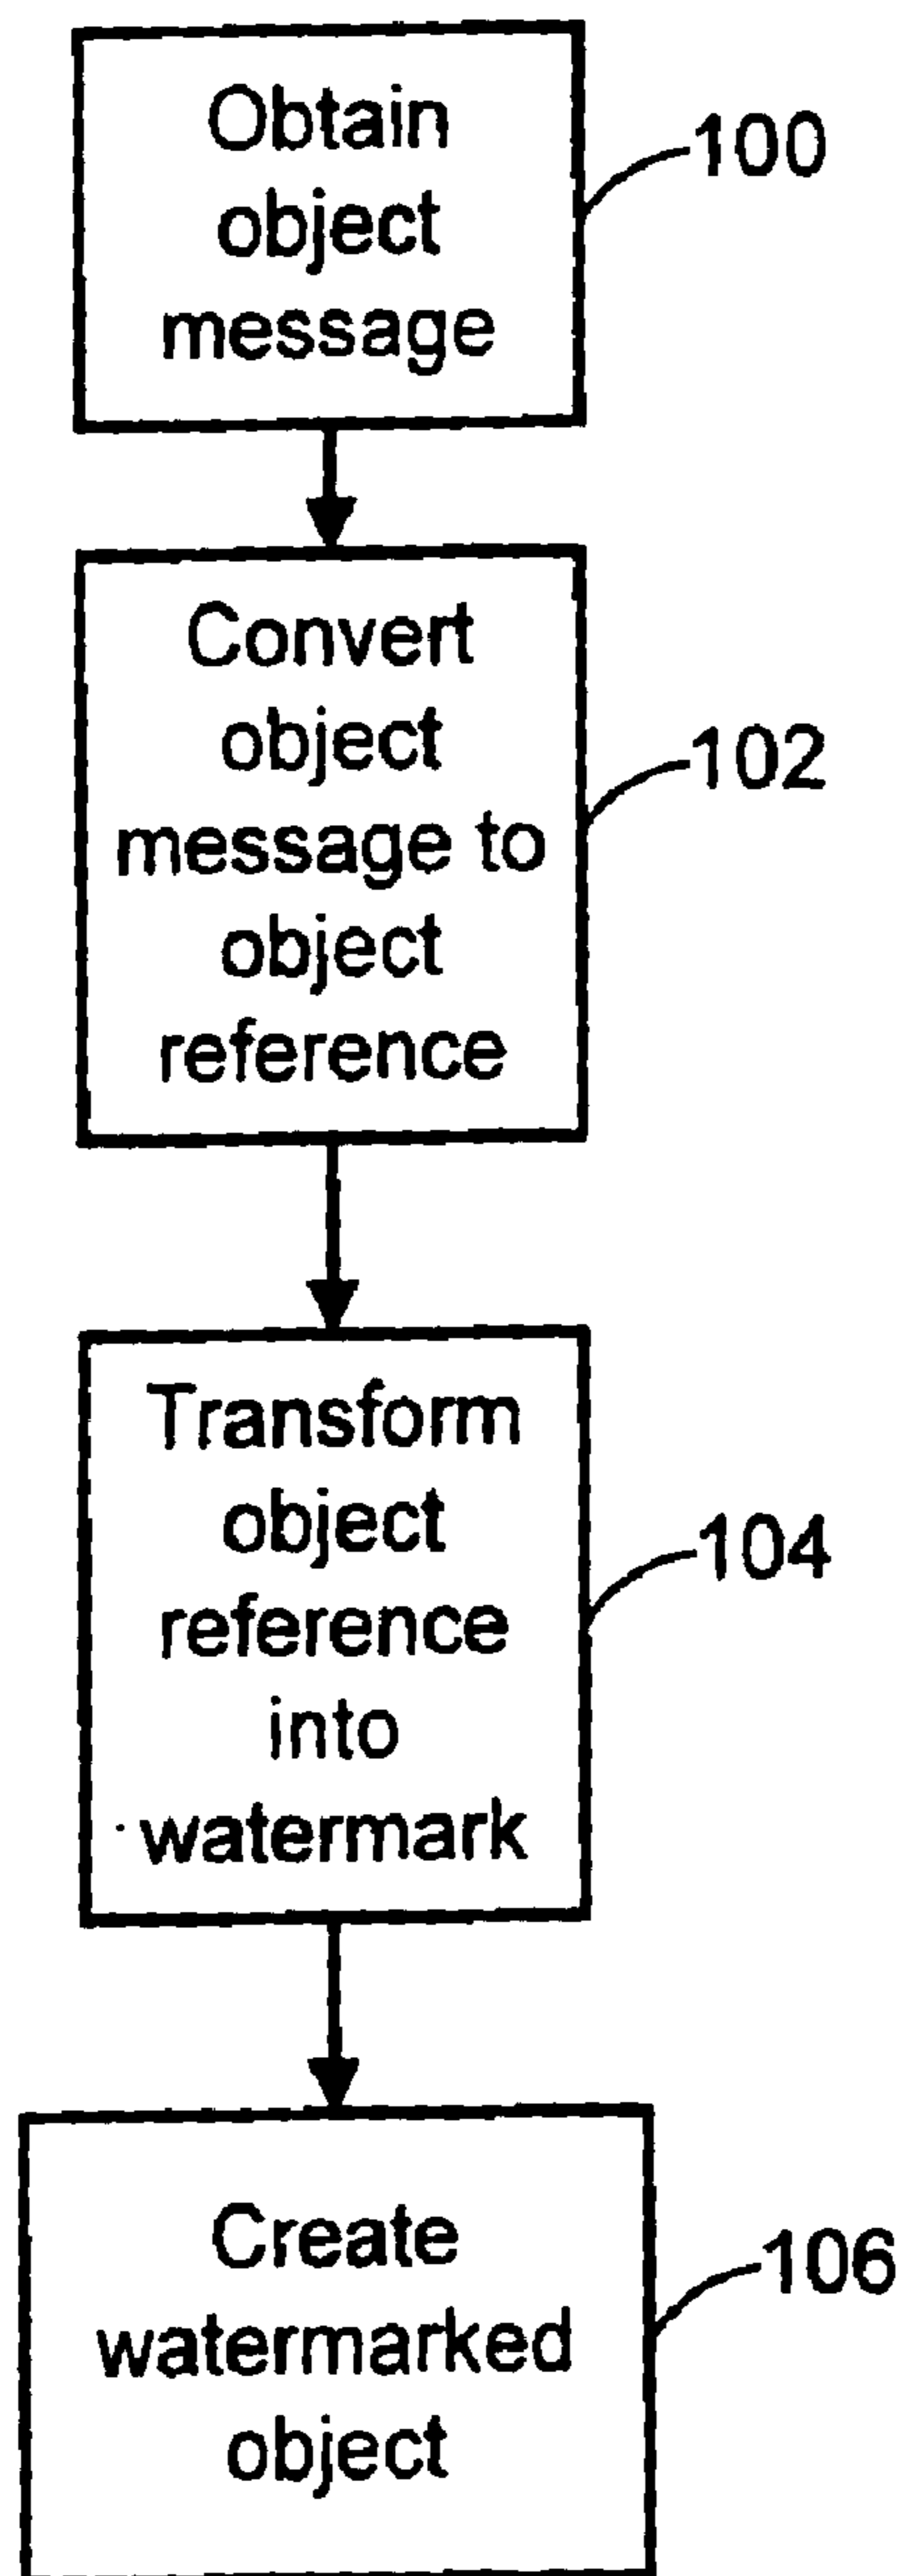 Obtain
object
message
100
Convert
object
message to
object
reference
102
Transform
object
reference
into
watermark
104
Create
watermarked
object
106